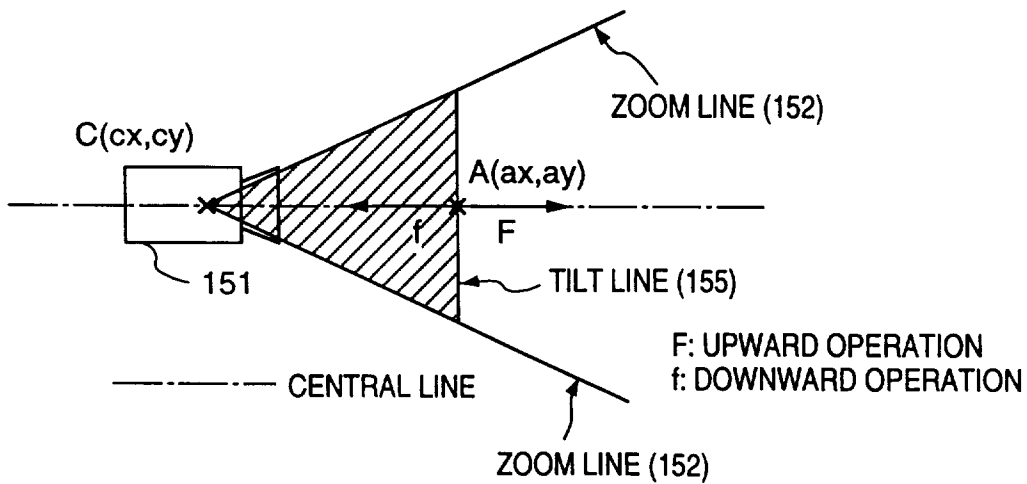 ZOOM LINE (152)
C(cx,cy)
A(ax,ay)
f
F
151
TILT LINE (155)
F: UPWARD OPERATION
f: DOWNWARD OPERATION
CENTRAL LINE
ZOOM LINE (152)